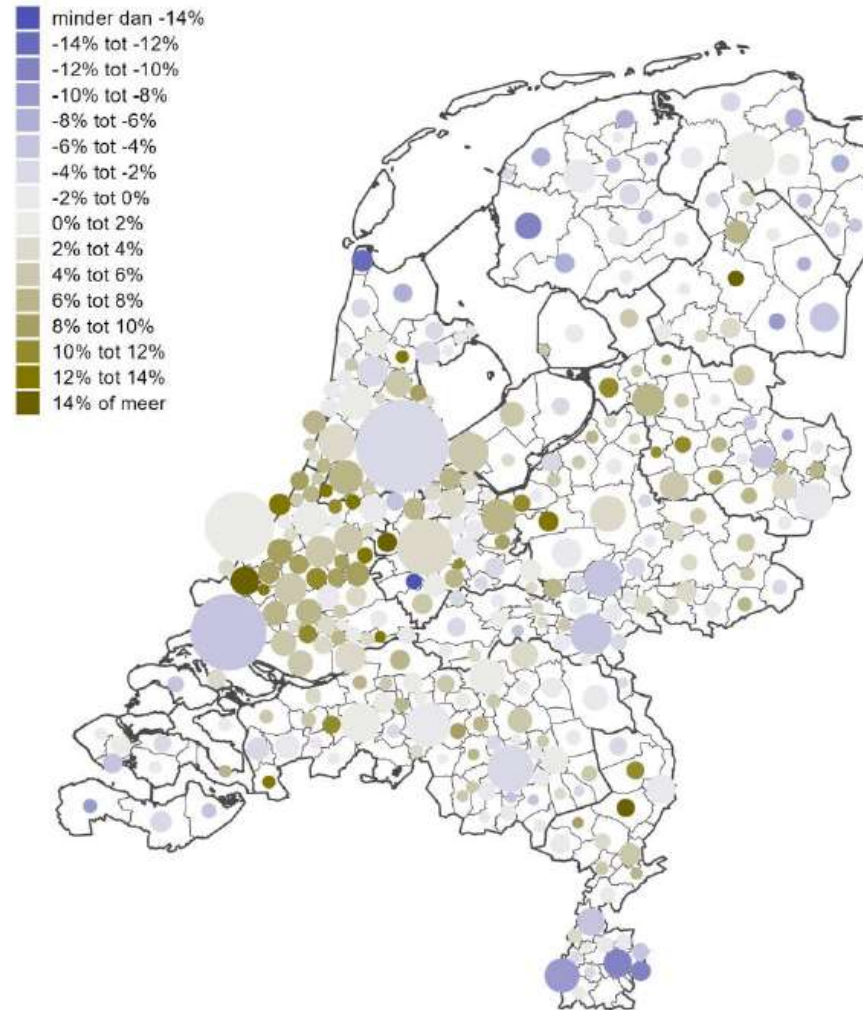 minder dan -14%
-14% tot -12%
-12% tot -10%
-10% tot -8%
-8% tot -6%
-6% tot -4%
-4% tot -2%
-2% tot 0%
0% tot 2%
2% tot 4%
4% tot 6%
6% tot 8%
8% tot 10%
10% tot 12%
12% tot 14%
14% of meer